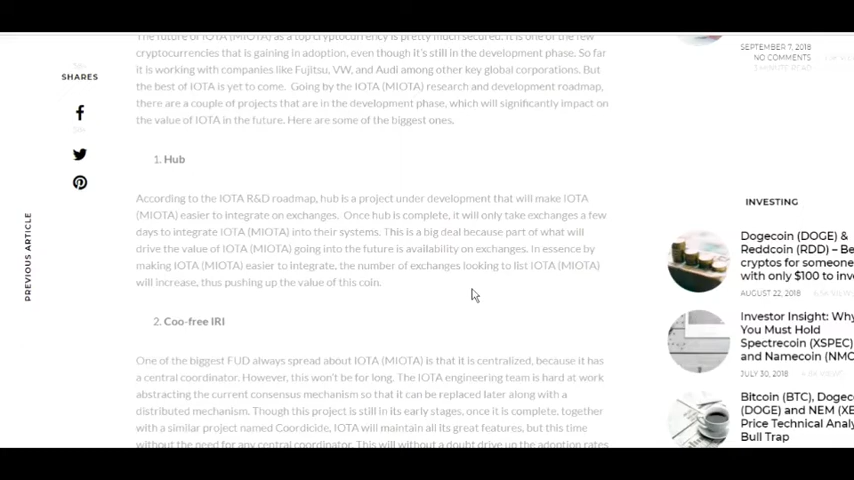 The future of IOTA (MIOTA) as a top cryptocurrency is pretty much secured. It is one of the few
cryptocurrencies that is gaining in adoption, even though it's still in the development phase. So far
it is working with companies like Fujitsu, VW, and Audi among other key global corporations. But
the best of IOTA is yet to come.  Going by the IOTA (MIOTA) research and development roadmap,
there are a couple of projects that are in the development phase, which will significantly impact on
the value of IOTA in the future. Here are some of the biggest ones.
1. Hub
According to the IOTA R&D roadmap, hub is a project under development that will make IOTA
(MIOTA) easier to integrate on exchanges.  Once hub is complete, it will only take exchanges a few
days to integrate IOTA (MIOTA) into their systems. This is a big deal because part of what will
drive the value of IOTA (MIOTA) going into the future is availability on exchanges. In essence by
making IOTA (MIOTA) easier to integrate, the number of exchanges looking to list IOTA (MIOTA)
will increase, thus pushing up the value of this coin.
2. Coo-free IRI
One of the biggest FUD always spread about IOTA (MIOTA) is that it is centralized, because it has
a central coordinator. However, this won't be for long. The IOTA engineering team is hard at work
abstracting the current consensus mechanism so that it can be replaced later along with a
distributed mechanism. Though this project is still in its early stages, once it is complete, together
with a similar project named Coordicide, IOTA will maintain all its great features, but this time
without the need for any central coordinator. This will without a doubt drive up the adoption rates
SHARES
PREVIOUS ARTICLE
SEPTEMBER 7, 2018
NO COMMENTS
INVESTING
Dogecoin (DOGE) &
Reddcoin (RDD) – Be
cryptos for someone
with only $100 to inv
AUGUST 22, 2018
Investor Insight: Why
You Must Hold
Spectrecoin (XSPEC)
and Namecoin (NMC
JULY 30, 2018
Bitcoin (BTC), Dogec
(DOGE) and NEM (XE
Price Technical Analy
Bull Trap